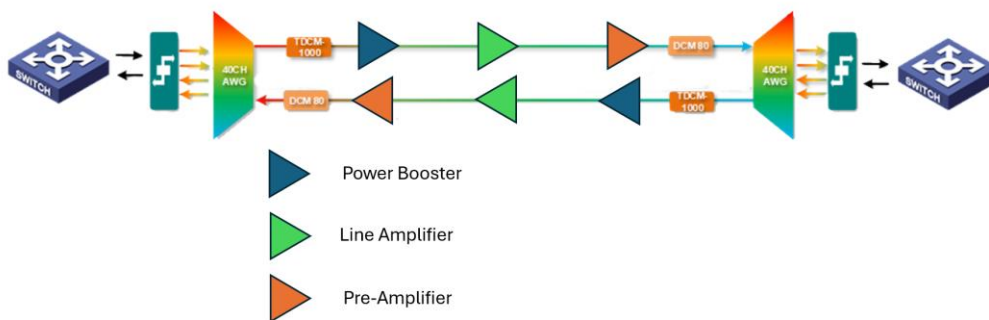 SWITCH
40CH
AWG
TDCM-
1000
DCM 80
40CH
AWG
SWITCH
DCM 80
TDCM-
1000
Power Booster
Line Amplifier
Pre-Amplifier